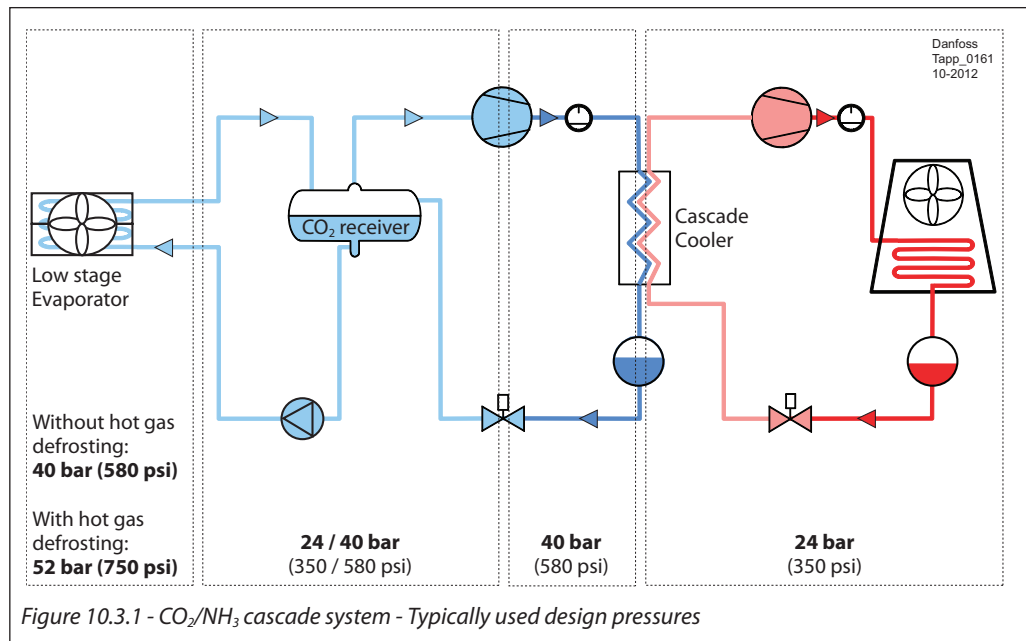 Danfoss
Tapp_0161
10-2012
CO₂ receiver
Cascade
Cooler
Low stage
Evaporator
Without hot gas
defrosting:
40 bar (580 psi)
With hot gas
defrosting:
52 bar (750 psi)
24 / 40 bar
(350 / 580 psi)
40 bar
(580 psi)
24 bar
(350 psi)
Figure 10.3.1 - CO₂/NH₃ cascade system - Typically used design pressures